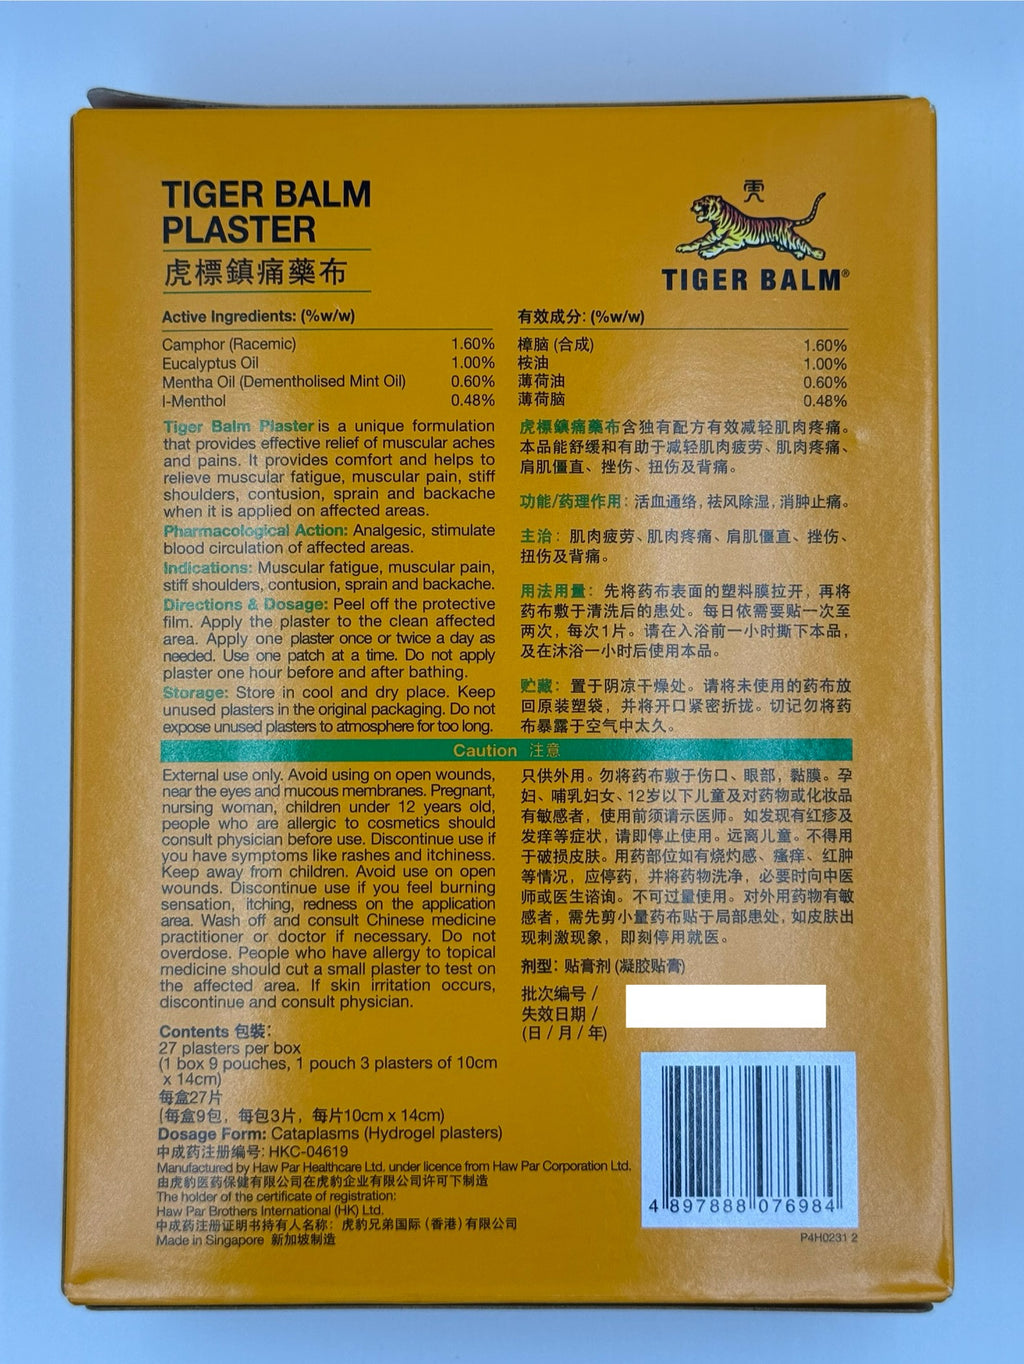 TIGER BALM
PLASTER
虎標鎮痛藥布
TIGER BALM®
Active Ingredients: (%w/w)
Camphor (Racemic) 1.60%
Eucalyptus Oil 1.00%
Mentha Oil (Dementholised Mint Oil) 0.60%
l-Menthol 0.48%
Tiger Balm Plaster is a unique formulation
that provides effective relief of muscular aches
and pains. It provides comfort and helps to
relieve muscular fatigue, muscular pain, stiff
shoulders, contusion, sprain and backache
when it is applied on affected areas.
Pharmacological Action: Analgesic, stimulate
blood circulation of affected areas.
Indications: Muscular fatigue, muscular pain,
stiff shoulders, contusion, sprain and backache.
Directions & Dosage: Peel off the protective
film. Apply the plaster to the clean affected
area. Apply one plaster once or twice a day as
needed. Use one patch at a time. Do not apply
plaster one hour before and after bathing.
Storage: Store in cool and dry place. Keep
unused plasters in the original packaging. Do not
expose unused plasters to atmosphere for too long.
有效成分: (%w/w)
樟脑 (合成) 1.60%
桉油 1.00%
薄荷油 0.60%
薄荷脑 0.48%
虎標鎮痛藥布含独有配方有效减轻肌肉疼痛。
本品能舒缓和有助于减轻肌肉疲劳、肌肉疼痛、
肩肌僵直、挫伤、扭伤及背痛。
功能/药理作用: 活血通络, 祛风除湿, 消肿止痛。
主治: 肌肉疲劳、肌肉疼痛、肩肌僵直、挫伤、
扭伤及背痛。
用法用量: 先将药布表面的塑料膜拉开, 再将
药布敷于清洗后的患处。每日依需要贴一次至
两次, 每次1片。请在入浴前一小时撕下本品,
及在沐浴一小时后使用本品。
贮藏: 置于阴凉干燥处。请将未使用的药布放
回原装塑袋, 并将开口紧密折拢。切记勿将药
布暴露于空气中太久。
Caution 注意
External use only. Avoid using on open wounds,
near the eyes and mucous membranes. Pregnant,
nursing woman, children under 12 years old,
people who are allergic to cosmetics should
consult physician before use. Discontinue use if
you have symptoms like rashes and itchiness.
Keep away from children. Avoid use on open
wounds. Discontinue use if you feel burning
sensation, itching, redness on the application
area. Wash off and consult Chinese medicine
practitioner or doctor if necessary. Do not
overdose. People who have allergy to topical
medicine should cut a small plaster to test on
the affected area. If skin irritation occurs,
discontinue and consult physician.
只供外用。勿将药布敷于伤口、眼部, 黏膜。孕
妇、哺乳妇女、12岁以下儿童及对药物或化妆品
有敏感者, 使用前须请示医师。如发现有红疹及
发痒等症状, 请即停止使用。远离儿童。不得用
于破损皮肤。用药部位如有烧灼感、瘙痒、红肿
等情况, 应停药, 并将药物洗净, 必要时向中医
师或医生谘询。不可过量使用。对外用药物有敏
感者, 需先剪小量药布贴于局部患处, 如皮肤出
现刺激现象, 即刻停用就医。
剂型: 贴膏剂 (凝胶贴膏)
批次编号 /
失效日期 /
(日 / 月 / 年)
Contents 包裝:
27 plasters per box
(1 box 9 pouches, 1 pouch 3 plasters of 10cm
x 14cm)
每盒27片
(每盒9包, 每包3片, 每片10cm x 14cm)
Dosage Form: Cataplasms (Hydrogel plasters)
中成药注册编号: HKC-04619
Manufactured by Haw Par Healthcare Ltd. under licence from Haw Par Corporation Ltd.
由虎豹医药保健有限公司在虎豹企业有限公司许可下制造
The holder of the certificate of registration:
Haw Par Brothers International (HK) Ltd.
中成药注册证明书持有人名称: 虎豹兄弟国际 (香港) 有限公司
Made in Singapore 新加坡制造
4 897888 076984
P4H0231 2